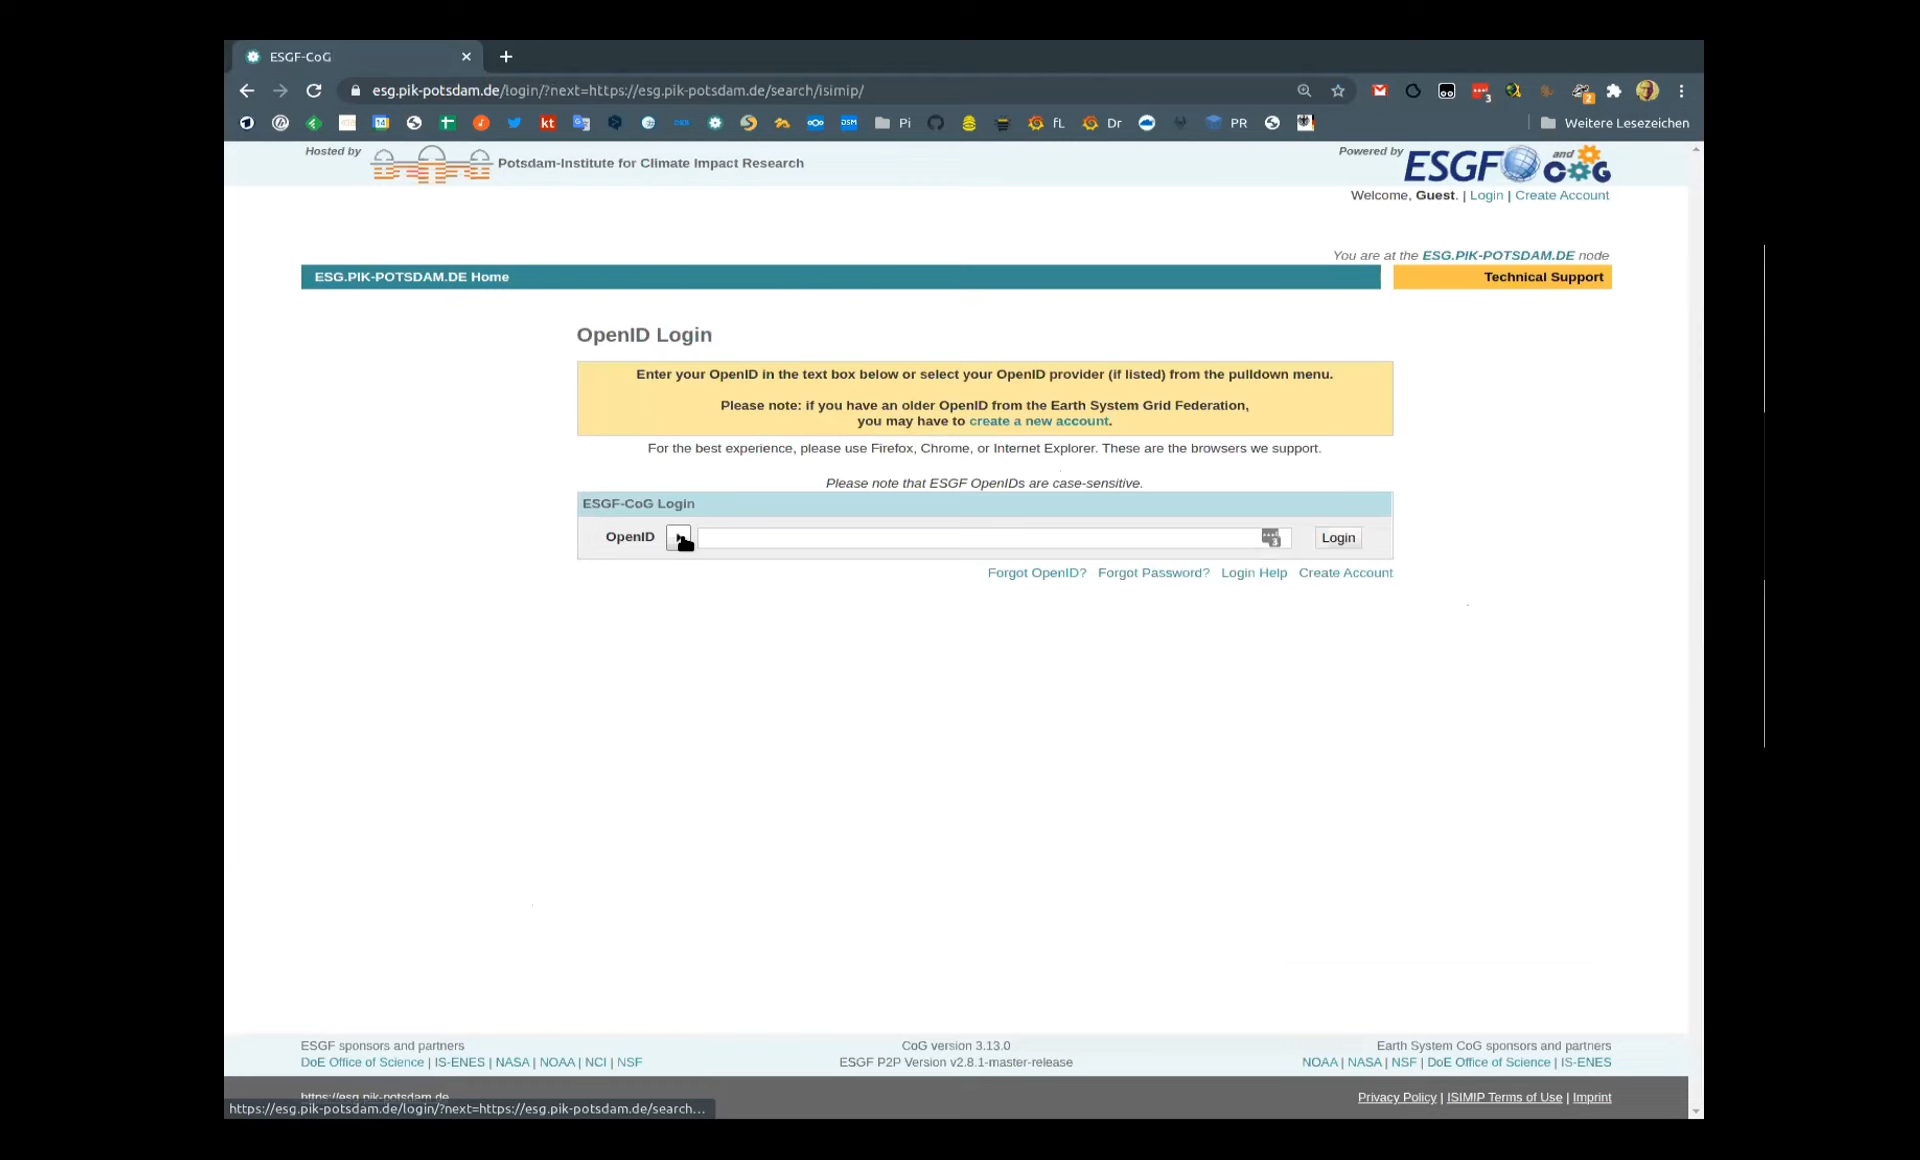 ESGF-CoG
esg.pik-potsdam.de/login/?next=https://esg.pik-potsdam.de/search/isimip/
Pi fL Dr PR Weitere Lesezeichen
Hosted by
Potsdam-Institute for Climate Impact Research
Powered by
ESGF and CoG
Welcome, Guest. | Login | Create Account
You are at the ESG.PIK-POTSDAM.DE node
ESG.PIK-POTSDAM.DE Home
Technical Support
OpenID Login
Enter your OpenID in the text box below or select your OpenID provider (if listed) from the pulldown menu.
Please note: if you have an older OpenID from the Earth System Grid Federation,
you may have to create a new account.
For the best experience, please use Firefox, Chrome, or Internet Explorer. These are the browsers we support.
Please note that ESGF OpenIDs are case-sensitive.
ESGF-CoG Login
OpenID
Login
Forgot OpenID? Forgot Password? Login Help Create Account
ESGF sponsors and partners
DoE Office of Science | IS-ENES | NASA | NOAA | NCI | NSF
CoG version 3.13.0
ESGF P2P Version v2.8.1-master-release
Earth System CoG sponsors and partners
NOAA | NASA | NSF | DoE Office of Science | IS-ENES
https://esg.pik-potsdam.de
Privacy Policy | ISIMIP Terms of Use | Imprint
https://esg.pik-potsdam.de/login/?next=https://esg.pik-potsdam.de/search...